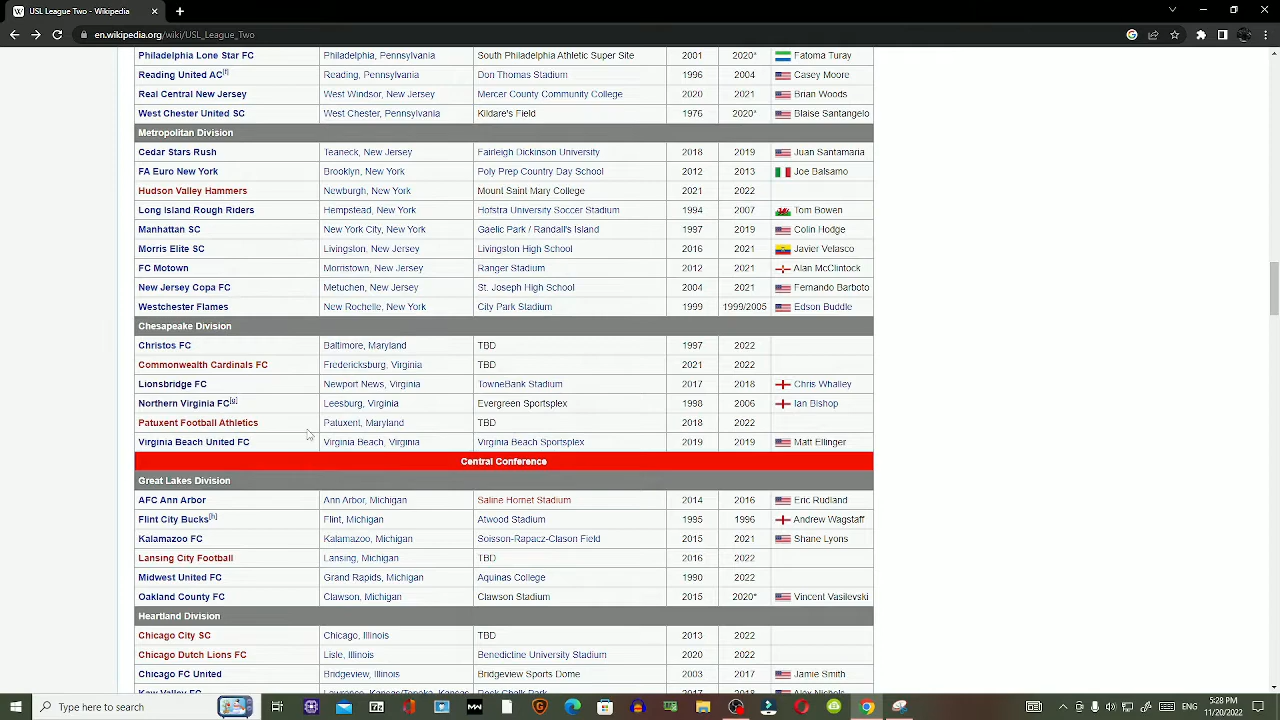 USL League Two - Wikipedia
en.wikipedia.org/wiki/USL_League_Two
Philadelphia Lone Star FC Philadelphia, Pennsylvania South Philadelphia Athletic Super Site 2001 2020* Fatoma Turay
Reading United AC[f] Reading, Pennsylvania Don Thomas Stadium 1996 2004 Casey Moore
Real Central New Jersey West Windsor, New Jersey Mercer County Community College 2020 2021 Brian Woods
West Chester United SC West Chester, Pennsylvania Kildare's Field 1976 2020* Blaise Santangelo
Metropolitan Division
Cedar Stars Rush Teaneck, New Jersey Fairleigh Dickinson University 2018 2019 Juan Santamaria
FA Euro New York Brooklyn, New York Poly Prep Country Day School 2012 2013 Joe Balsamo
Hudson Valley Hammers Newburgh, New York Mount Saint Mary College 2021 2022
Long Island Rough Riders Hempstead, New York Hofstra University Soccer Stadium 1994 2007 Tom Bowen
Manhattan SC New York City, New York Gaelic Park / Randall's Island 1997 2019 Colin Hodge
Morris Elite SC Livingston, New Jersey Livingston High School 2016 2021 Javier Velasco
FC Motown Morristown, New Jersey Ranger Stadium 2012 2021 Alan McClintock
New Jersey Copa FC Metuchen, New Jersey St. Joseph High School 2004 2021 Fernando Barboto
Westchester Flames New Rochelle, New York City Park Stadium 1999 1999/2005 Edson Buddle
Chesapeake Division
Christos FC Baltimore, Maryland TBD 1997 2022
Commonwealth Cardinals FC Fredericksburg, Virginia TBD 2021 2022
Lionsbridge FC Newport News, Virginia TowneBank Stadium 2017 2018 Chris Whalley
Northern Virginia FC[g] Leesburg, Virginia Evergreen Sportsplex 1998 2006 Ian Bishop
Patuxent Football Athletics Patuxent, Maryland TBD 2018 2022
Virginia Beach United FC Virginia Beach, Virginia Virginia Beach Sportsplex 2019 2019 Matt Ellinger
Central Conference
Great Lakes Division
AFC Ann Arbor Ann Arbor, Michigan Saline Hornet Stadium 2014 2016 Eric Rudland
Flint City Bucks[h] Flint, Michigan Atwood Stadium 1995 1996 Andrew Wagstaff
Kalamazoo FC Kalamazoo, Michigan Soisson-Rapacz-Clason Field 2015 2021 Shane Lyons
Lansing City Football Lansing, Michigan TBD 2016 2022
Midwest United FC Grand Rapids, Michigan Aquinas College 1990 2022
Oakland County FC Clawson, Michigan Clawson Stadium 2015 2020* Vincent Vasilevski
Heartland Division
Chicago City SC Chicago, Illinois TBD 2013 2022
Chicago Dutch Lions FC Lisle, Illinois Benedictine University Stadium 2020 2022
Chicago FC United Bridgeview, Illinois Bridgeview Sports Dome 2003 2017 Jamie Smith
Kaw Valley FC Lawrence, Kansas/Topeka, Kansas Rock Chalk Park 2017 2018 Alex Nichols
Type here to search
5:28 PM
11/20/2022